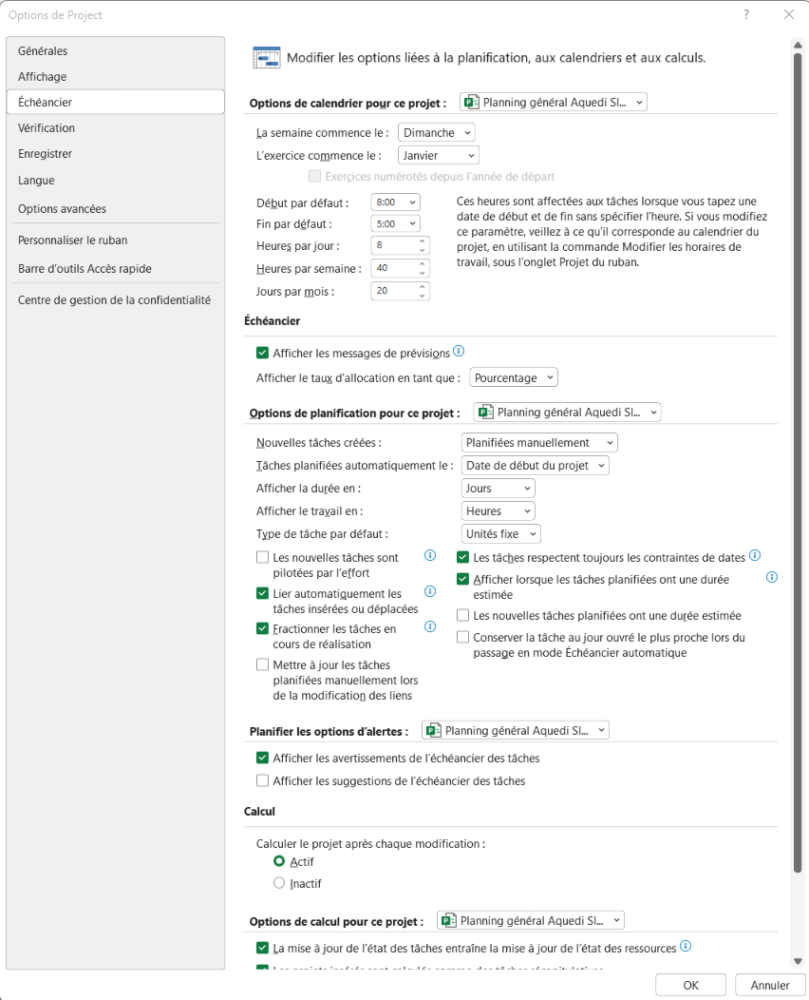 Options de Project
?
Générales
Affichage
Échéancier
Vérification
Enregistrer
Langue
Options avancées
Personnaliser le ruban
Barre d'outils Accès rapide
Centre de gestion de la confidentialité
Modifier les options liées à la planification, aux calendriers et aux calculs.
Options de calendrier pour ce projet : Planning général Aquedi Sl...
La semaine commence le : Dimanche
L'exercice commence le : Janvier
Exercices numérotés depuis l'année de départ
Début par défaut : 8:00
Fin par défaut : 5:00
Heures par jour : 8
Heures par semaine : 40
Jours par mois : 20
Ces heures sont affectées aux tâches lorsque vous tapez une
date de début et de fin sans spécifier l'heure. Si vous modifiez
ce paramètre, veillez à ce qu'il corresponde au calendrier du
projet, en utilisant la commande Modifier les horaires de
travail, sous l'onglet Projet du ruban.
Échéancier
Afficher les messages de prévisions
Afficher le taux d'allocation en tant que : Pourcentage
Options de planification pour ce projet : Planning général Aquedi Sl...
Nouvelles tâches créées : Planifiées manuellement
Tâches planifiées automatiquement le : Date de début du projet
Afficher la durée en : Jours
Afficher le travail en : Heures
Type de tâche par défaut : Unités fixe
Les nouvelles tâches sont
pilotées par l'effort
Lier automatiquement les
tâches insérées ou déplacées
Fractionner les tâches en
cours de réalisation
Mettre à jour les tâches
planifiées manuellement lors
de la modification des liens
Les tâches respectent toujours les contraintes de dates
Afficher lorsque les tâches planifiées ont une durée
estimée
Les nouvelles tâches planifiées ont une durée estimée
Conserver la tâche au jour ouvré le plus proche lors du
passage en mode Échéancier automatique
Planifier les options d'alertes : Planning général Aquedi Sl...
Afficher les avertissements de l'échéancier des tâches
Afficher les suggestions de l'échéancier des tâches
Calcul
Calculer le projet après chaque modification :
Actif
Inactif
Options de calcul pour ce projet : Planning général Aquedi Sl...
La mise à jour de l'état des tâches entraîne la mise à jour de l'état des ressources
OK
Annuler